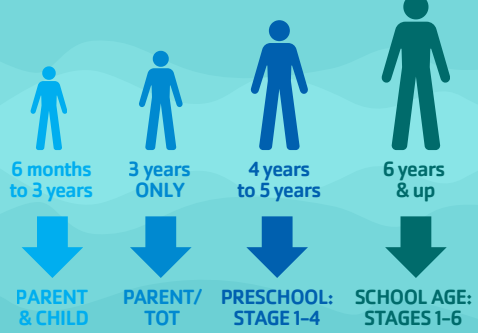 6 months
to 3 years
3 years
ONLY
4 years
to 5 years
6 years
& up
PARENT
& CHILD
PARENT/
TOT
PRESCHOOL:
STAGE 1–4
SCHOOL AGE:
STAGES 1–6